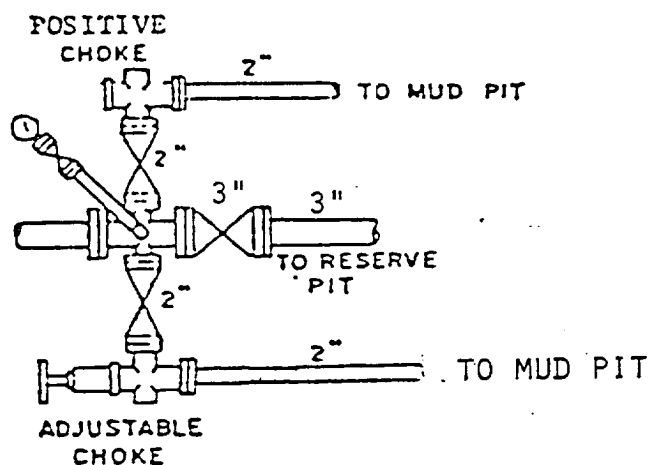 POSITIVE
CHOKE
2"
TO MUD PIT
2"
3"
3"
TO RESERVE
PIT
2"
2"
TO MUD PIT
ADJUSTABLE
CHOKE